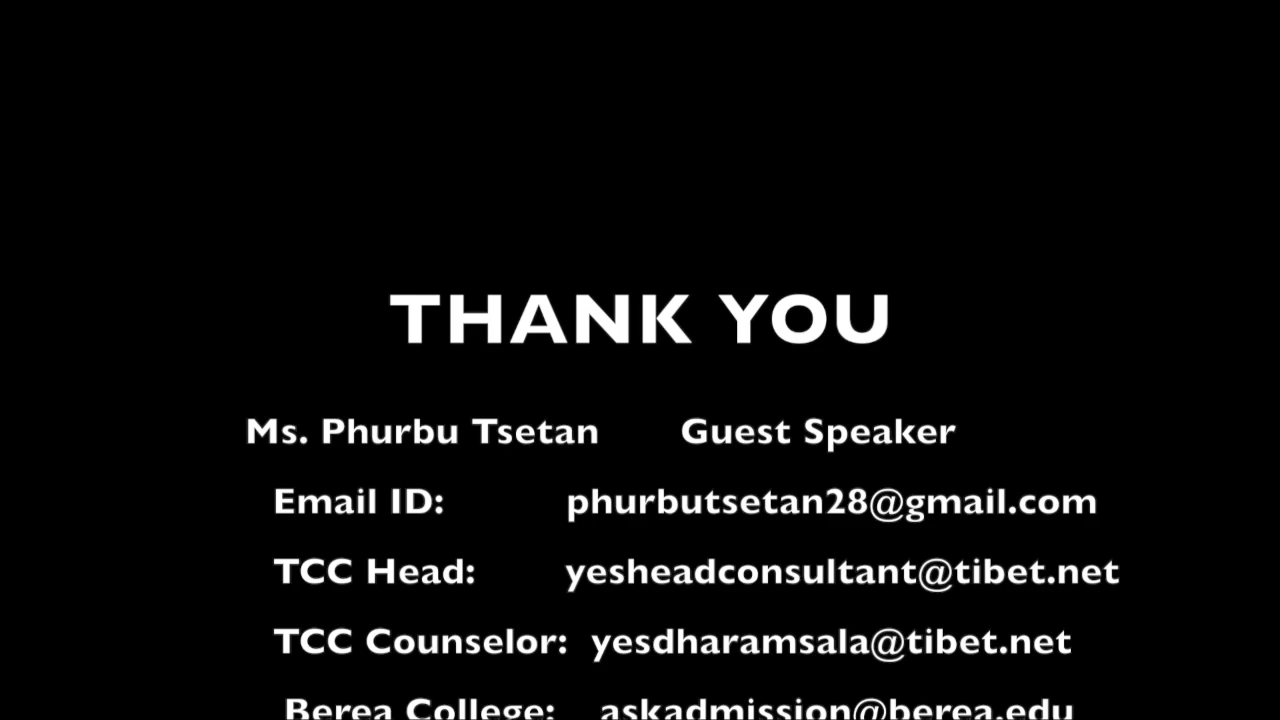 THANK YOU
Ms. Phurbu Tsetan Guest Speaker
Email ID: phurbutsetan28@gmail.com
TCC Head: yesheadconsultant@tibet.net
TCC Counselor: yesdharamsala@tibet.net
Berea College: askadmission@berea.edu